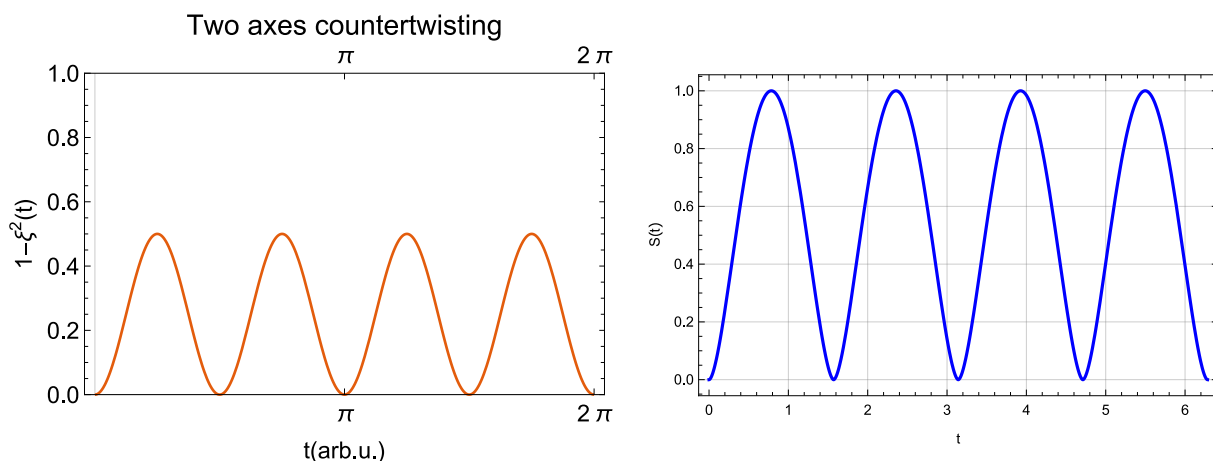 Two axes countertwisting
π 2 π
1.0
0.8
0.6
0.4
0.2
0.0
1-ξ²(t)
π 2 π
t(arb.u.)
1.0
0.8
0.6
0.4
0.2
0.0
S(t)
0 1 2 3 4 5 6
t